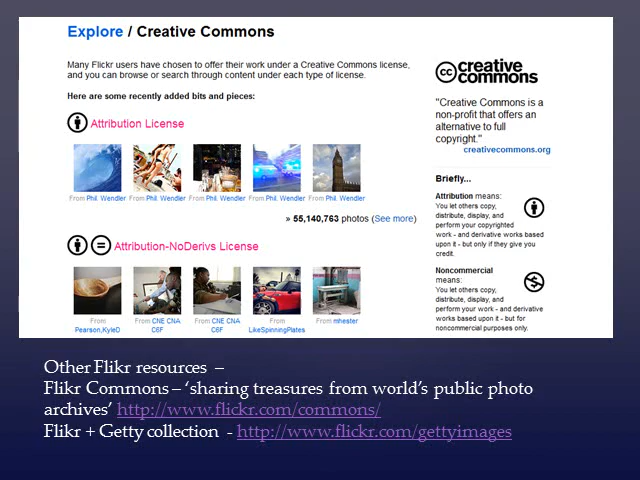 Explore / Creative Commons
Many Flickr users have chosen to offer their work under a Creative Commons license,
and you can browse or search through content under each type of license.
Here are some recently added bits and pieces:
Attribution License
From Phil. Wendler
From Phil. Wendler
From Phil. Wendler
From Phil. Wendler
From Phil. Wendler
» 55,140,763 photos (See more)
Attribution-NoDerivs License
From
Pearson,KyleD
From CNE CNA
C6F
From CNE CNA
C6F
From
LikeSpinningPlates
From mhester
cc creative
commons
"Creative Commons is a
non-profit that offers an
alternative to full
copyright."
creativecommons.org
Briefly...
Attribution means:
You let others copy,
distribute, display, and
perform your copyrighted
work - and derivative works based
upon it - but only if they give you
credit.
Noncommercial
means:
You let others copy,
distribute, display, and
perform your work - and derivative
works based upon it - but for
noncommercial purposes only.
Other Flikr resources –
Flikr Commons – ‘sharing treasures from world’s public photo
archives’ http://www.flickr.com/commons/
Flikr + Getty collection - http://www.flickr.com/gettyimages